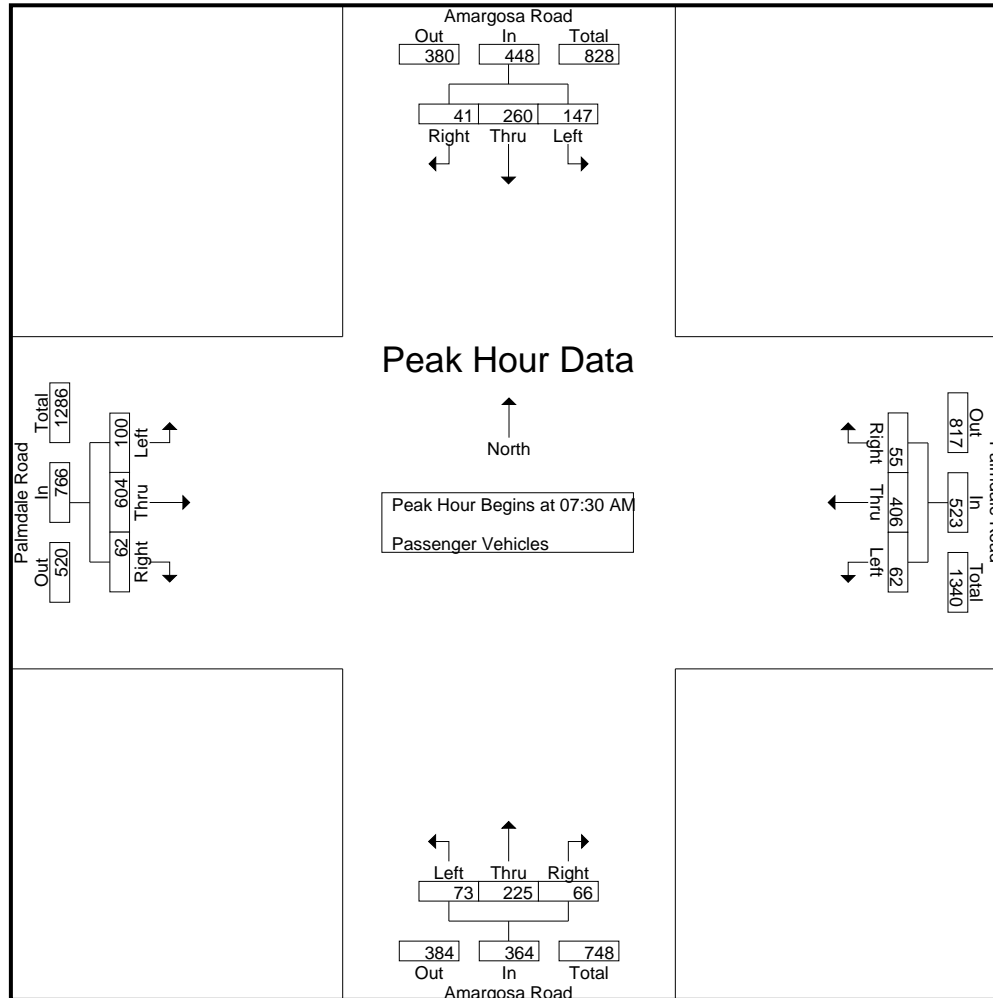 Amargosa Road
Out In Total
380 448 828
41 260 147
Right Thru Left
Peak Hour Data
North
Peak Hour Begins at 07:30 AM
Passenger Vehicles
Palmdale Road
Out In Total
520 766 1286
100 604 62
Left Thru Right
Out In Total
817 523 1340
55 406 62
Right Thru Left
Left Thru Right
73 225 66
384 364 748
Out In Total
Amargosa Road